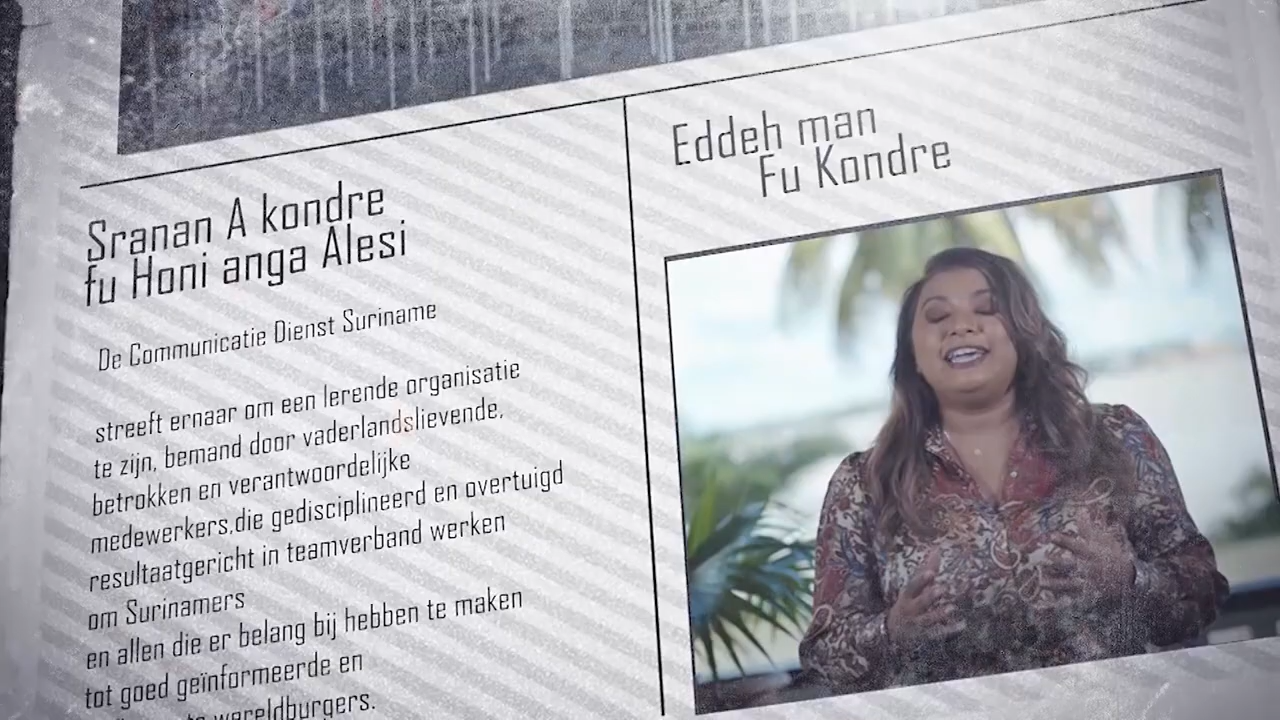 Sranan A kondre
fu Honi anga Alesi
De Communicatie Dienst Suriname
streeft ernaar om een lerende organisatie
te zijn, bemand door vaderlandslievende,
betrokken en verantwoordelijke
medewerkers,die gedisciplineerd en overtuigd
resultaatgericht in teamverband werken
om Surinamers
en allen die er belang bij hebben te maken
tot goed geïnformeerde en
wereldburgers.
Eddeh man
Fu Kondre